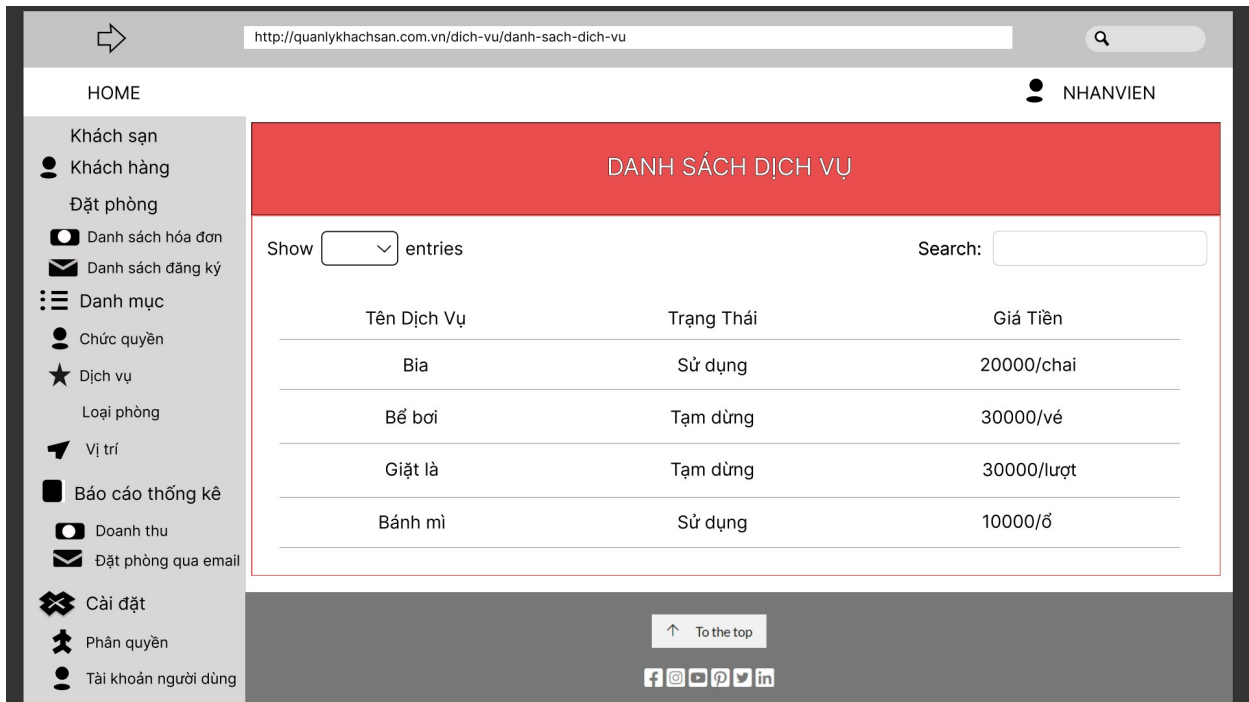 http://quanlykhachsan.com.vn/dich-vu/danh-sach-dich-vu
HOME
NHANVIEN
Khách sạn
Khách hàng
Đặt phòng
Danh sách hóa đơn
Danh sách đăng ký
Danh mục
Chức quyền
Dịch vụ
Loại phòng
Vị trí
Báo cáo thống kê
Doanh thu
Đặt phòng qua email
Cài đặt
Phân quyền
Tài khoản người dùng
DANH SÁCH DỊCH VỤ
Show entries
Search:
Tên Dịch Vụ Trạng Thái Giá Tiền
Bia Sử dụng 20000/chai
Bể bơi Tạm dừng 30000/vé
Giặt là Tạm dừng 30000/lượt
Bánh mì Sử dụng 10000/ổ
To the top